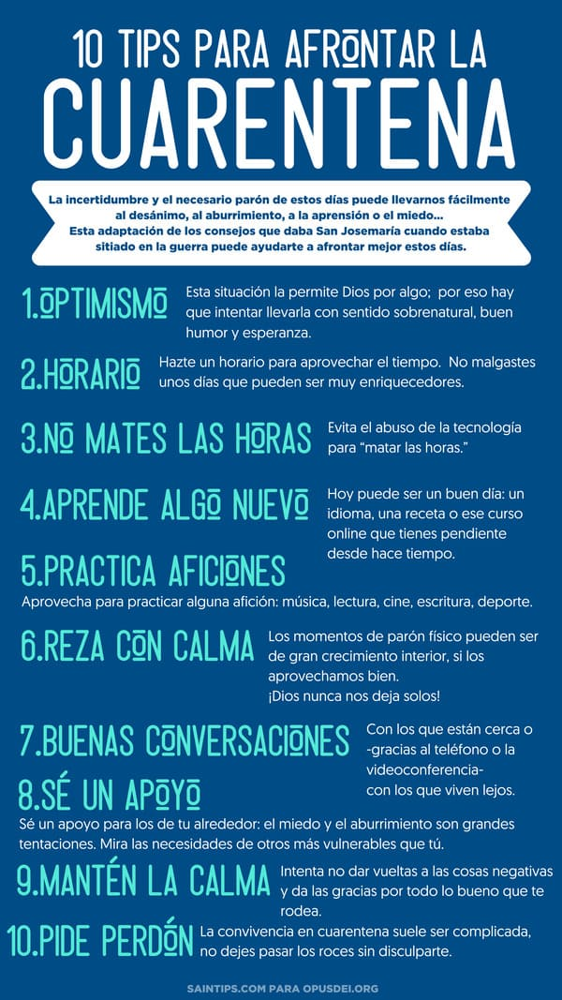 10 TIPS PARA AFRONTAR LA
CUARENTENA
La incertidumbre y el necesario parón de estos días puede llevarnos fácilmente
al desánimo, al aburrimiento, a la aprensión o el miedo...
Esta adaptación de los consejos que daba San Josemaría cuando estaba
sitiado en la guerra puede ayudarte a afrontar mejor estos días.
1.OPTIMISMO
Esta situación la permite Dios por algo; por eso hay
que intentar llevarla con sentido sobrenatural, buen
humor y esperanza.
2.HORARIO
Hazte un horario para aprovechar el tiempo. No malgastes
unos días que pueden ser muy enriquecedores.
3.NO MATES LAS HORAS
Evita el abuso de la tecnología
para “matar las horas.”
4.APRENDE ALGO NUEVO
Hoy puede ser un buen día: un
idioma, una receta o ese curso
online que tienes pendiente
desde hace tiempo.
5.PRACTICA AFICIONES
Aprovecha para practicar alguna afición: música, lectura, cine, escritura, deporte.
6.REZA CON CALMA
Los momentos de parón físico pueden ser
de gran crecimiento interior, si los
aprovechamos bien.
¡Dios nunca nos deja solos!
7.BUENAS CONVERSACIONES
Con los que están cerca o
-gracias al teléfono o la
videoconferencia-
con los que viven lejos.
8.SÉ UN APOYO
Sé un apoyo para los de tu alrededor: el miedo y el aburrimiento son grandes
tentaciones. Mira las necesidades de otros más vulnerables que tú.
9.MANTÉN LA CALMA
Intenta no dar vueltas a las cosas negativas
y da las gracias por todo lo bueno que te
rodea.
10.PIDE PERDÓN
La convivencia en cuarentena suele ser complicada,
no dejes pasar los roces sin disculparte.
SAINTIPS.COM PARA OPUSDEI.ORG